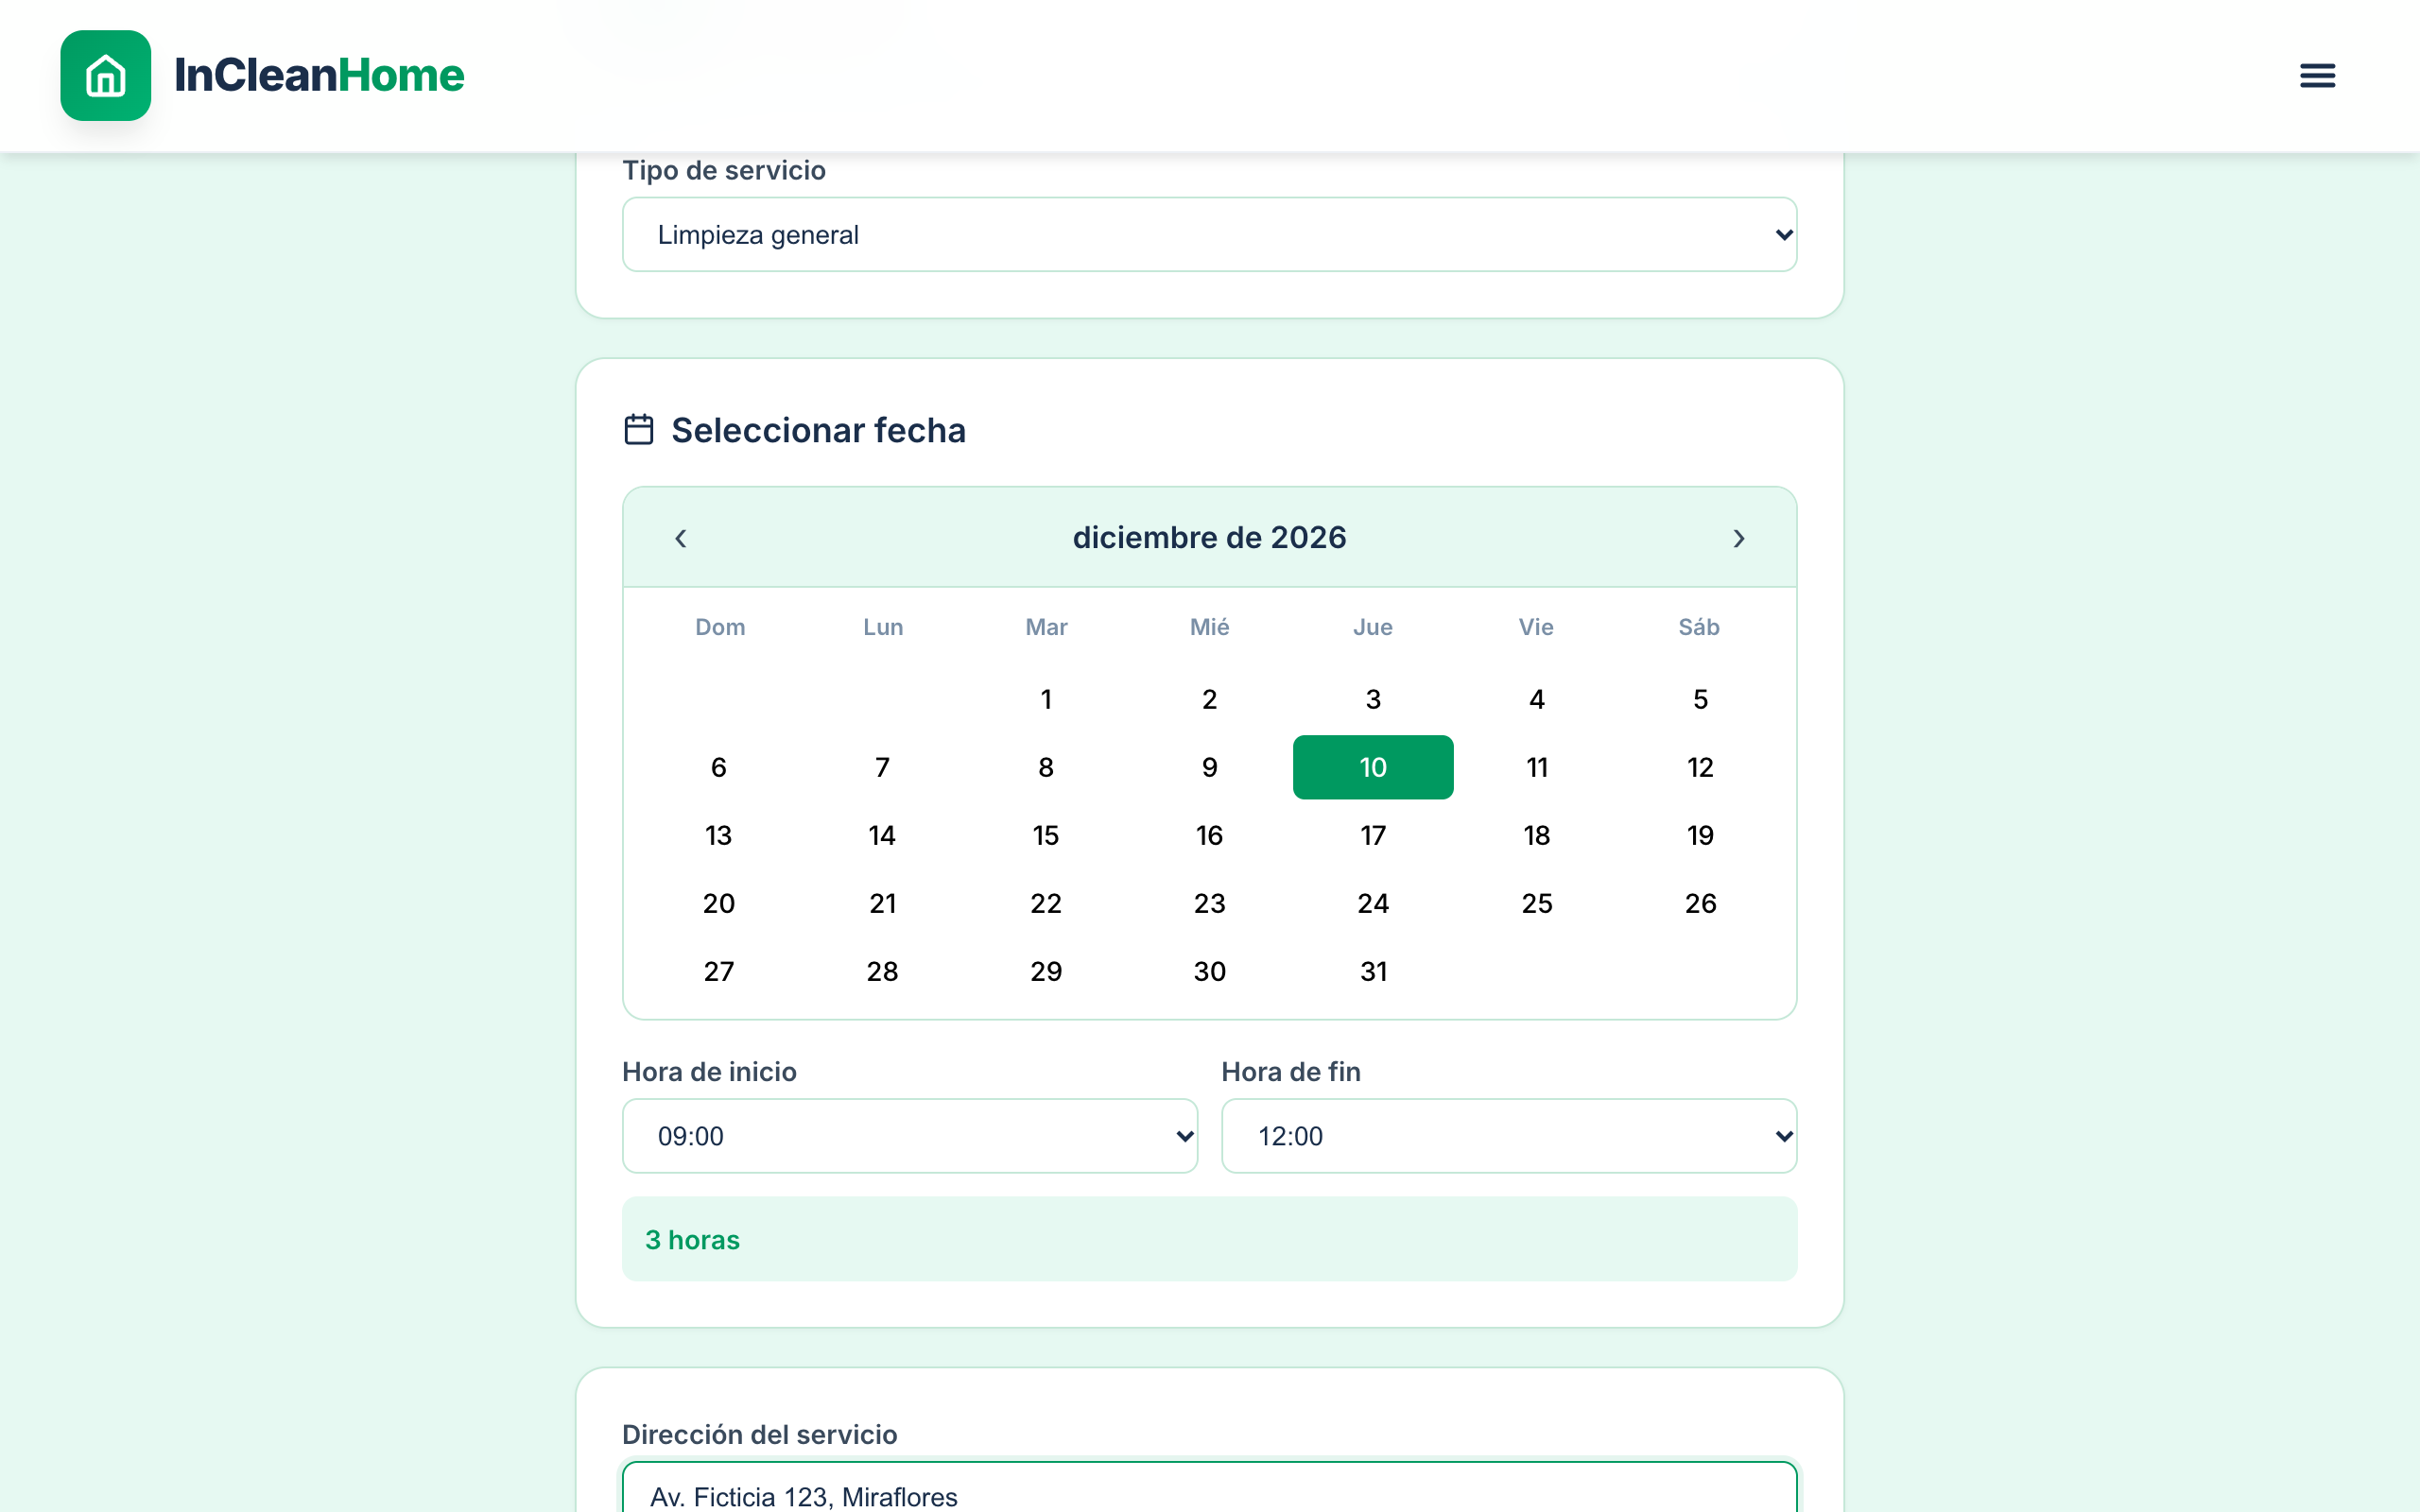 InCleanHome
Tipo de servicio
Limpieza general
Seleccionar fecha
‹ diciembre de 2026 ›
Dom Lun Mar Mié Jue Vie Sáb
1 2 3 4 5
6 7 8 9 10 11 12
13 14 15 16 17 18 19
20 21 22 23 24 25 26
27 28 29 30 31
Hora de inicio Hora de fin
09:00 12:00
3 horas
Dirección del servicio
Av. Ficticia 123, Miraflores